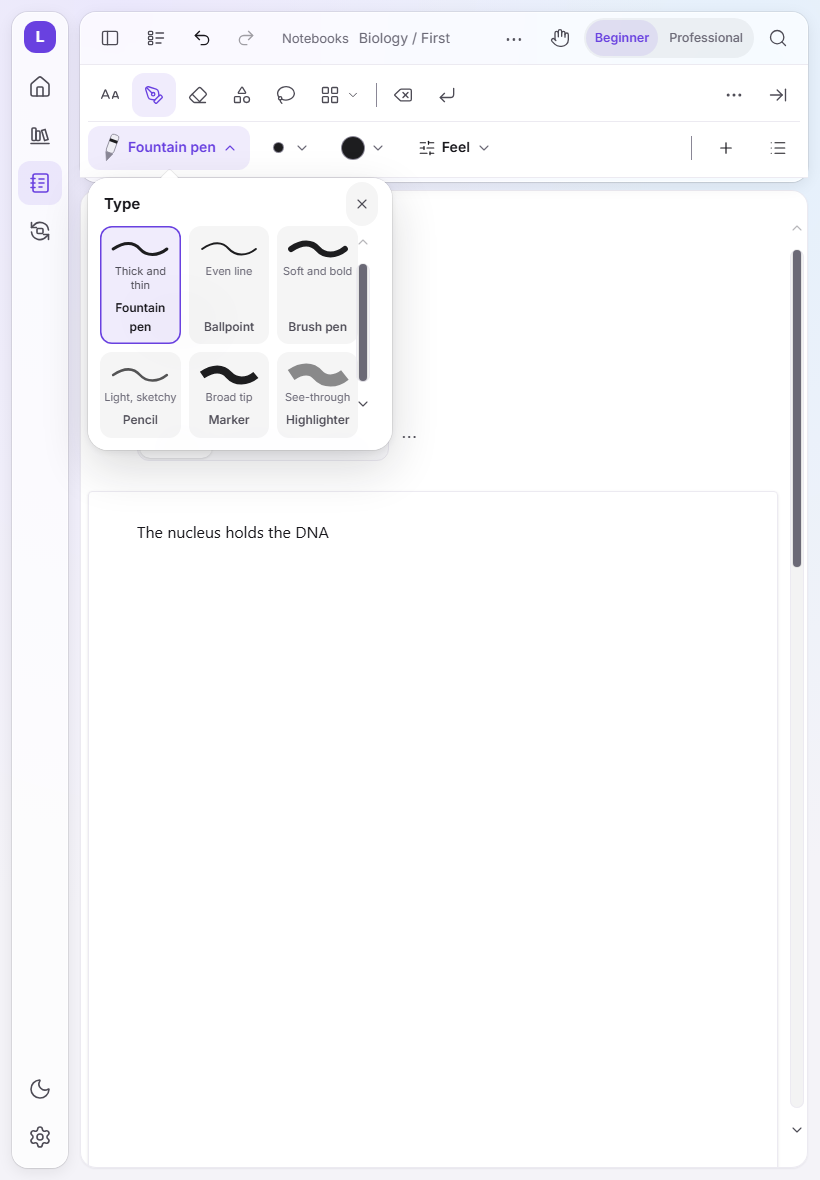 L
Notebooks Biology / First
Beginner Professional
Aᴀ
Fountain pen
Feel
Type
Thick and
thin
Fountain
pen
Even line
Ballpoint
Soft and bold
Brush pen
Light, sketchy
Pencil
Broad tip
Marker
See-through
Highlighter
The nucleus holds the DNA